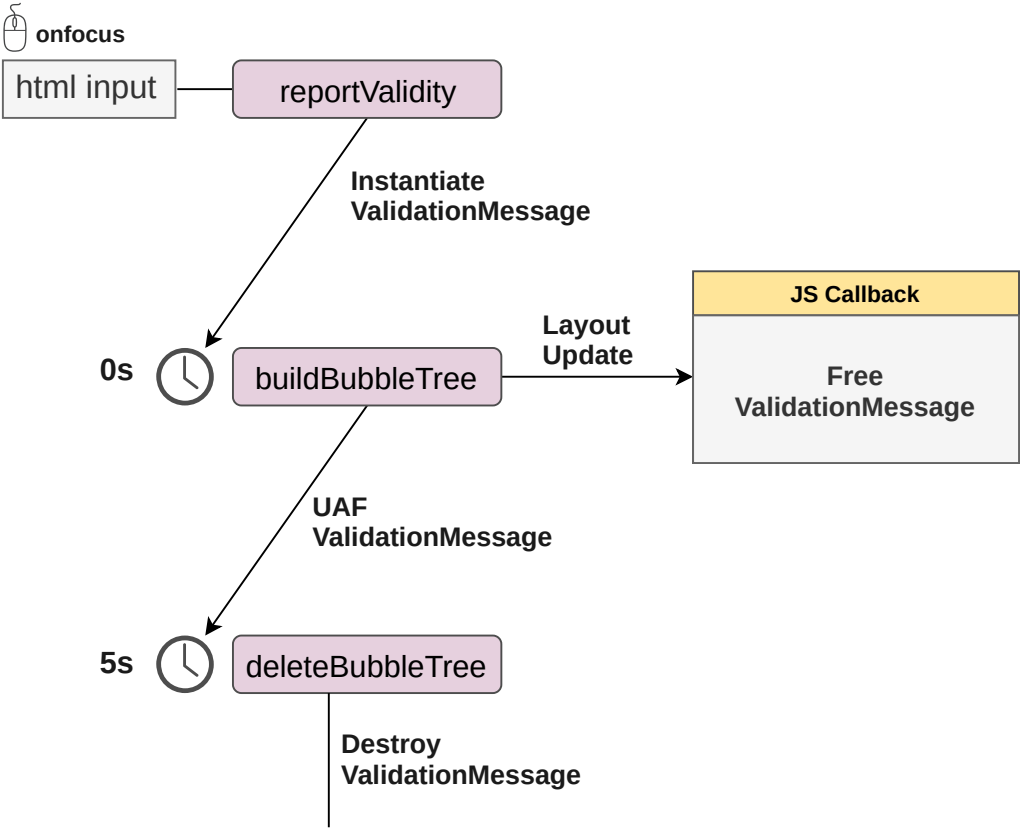 onfocus
html input
reportValidity
Instantiate
ValidationMessage
JS Callback
Layout
Update
0s
buildBubbleTree
Free
ValidationMessage
UAF
ValidationMessage
5s
deleteBubbleTree
Destroy
ValidationMessage